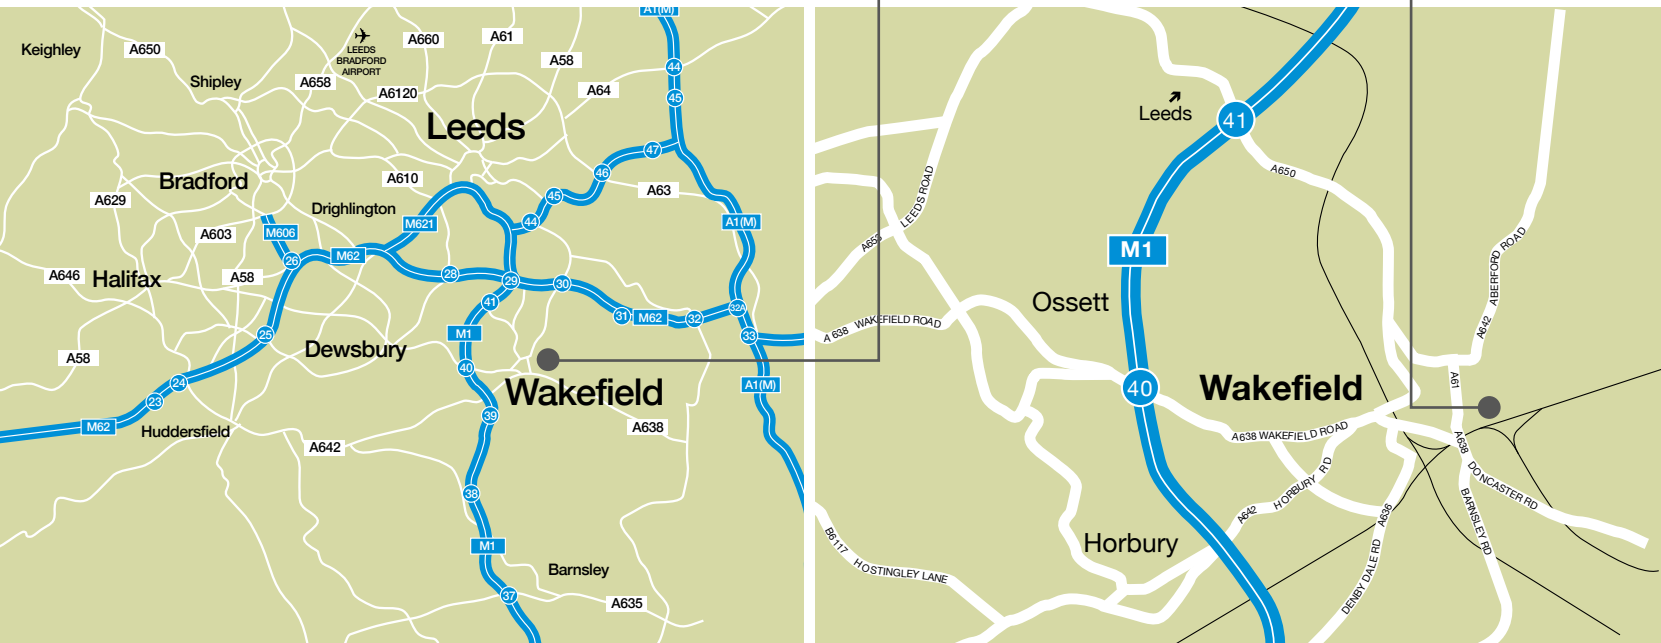 A1(M)
Keighley
A650
LEEDS
BRADFORD
AIRPORT
A660
A61
A58
Shipley
A658
A6120
A64
44
45
Leeds
47
46
Bradford
A610
A63
A629
45
Drighlington
44
M621
A1(M)
A603
M606
M62
26
A646
Halifax
A58
28
29
30
41
32A
31
M62
32
25
M1
33
A58
Dewsbury
40
24
Wakefield
A1(M)
23
39
M62
Huddersfield
A638
A642
38
M1
Barnsley
37
A635
Leeds
41
A650
LEEDS ROAD
A653
M1
ABERFORD ROAD
A642
Ossett
A638 WAKEFIELD ROAD
40
Wakefield
A61
A638 WAKEFIELD ROAD
A638 DONCASTER RD
A642 HORBURY RD
BARNSLEY RD
A636
DENBY DALE RD
Horbury
B6117 HOSTINGLEY LANE